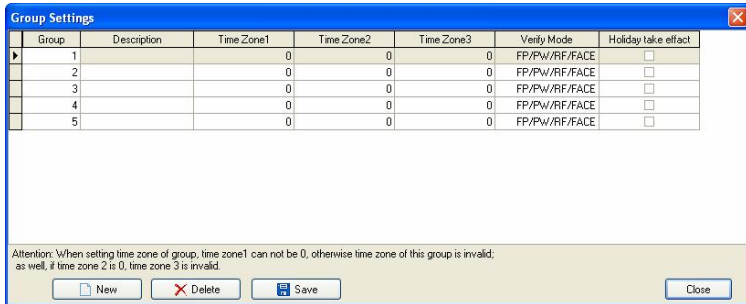 Group Settings
Group Description Time Zone1 Time Zone2 Time Zone3 Verify Mode Holiday take effact
1 0 0 0 FP/PW/RF/FACE
2 0 0 0 FP/PW/RF/FACE
3 0 0 0 FP/PW/RF/FACE
4 0 0 0 FP/PW/RF/FACE
5 0 0 0 FP/PW/RF/FACE
Attention: When setting time zone of group, time zone1 can not be 0, otherwise time zone of this group is invalid;
as well, if time zone 2 is 0, time zone 3 is invalid.
New Delete Save Close